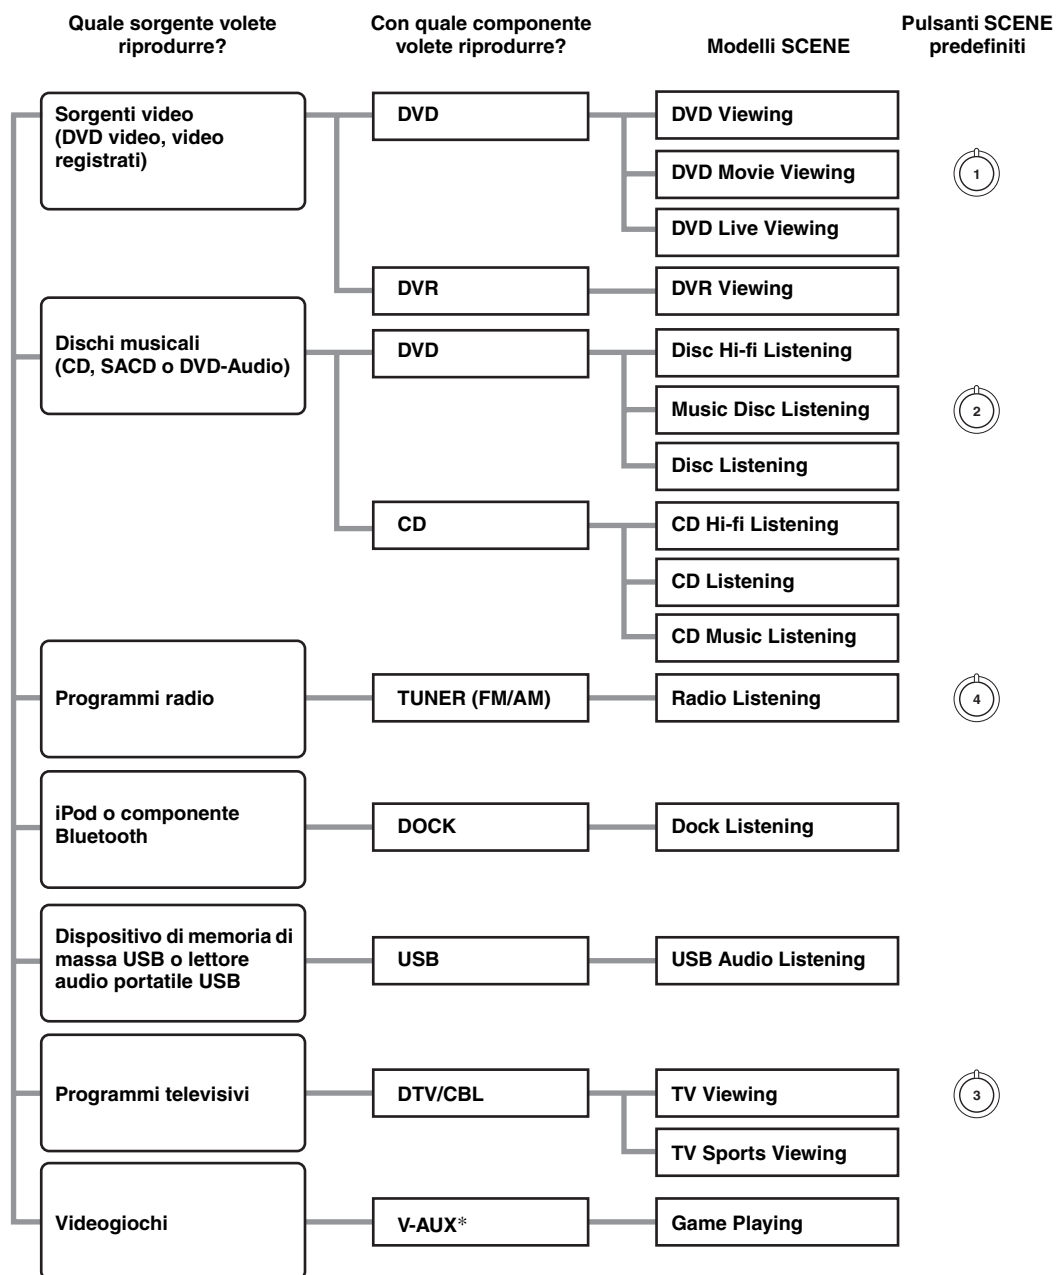 Quale sorgente volete
riprodurre?
Con quale componente
volete riprodurre?
Modelli SCENE
Pulsanti SCENE
predefiniti
Sorgenti video
(DVD video, video
registrati)
DVD
DVD Viewing
DVD Movie Viewing
1
DVD Live Viewing
DVR
DVR Viewing
Dischi musicali
(CD, SACD o DVD-Audio)
DVD
Disc Hi-fi Listening
Music Disc Listening
2
Disc Listening
CD
CD Hi-fi Listening
CD Listening
CD Music Listening
Programmi radio
TUNER (FM/AM)
Radio Listening
4
iPod o componente
Bluetooth
DOCK
Dock Listening
Dispositivo di memoria di
massa USB o lettore
audio portatile USB
USB
USB Audio Listening
Programmi televisivi
DTV/CBL
TV Viewing
3
TV Sports Viewing
Videogiochi
V-AUX*
Game Playing